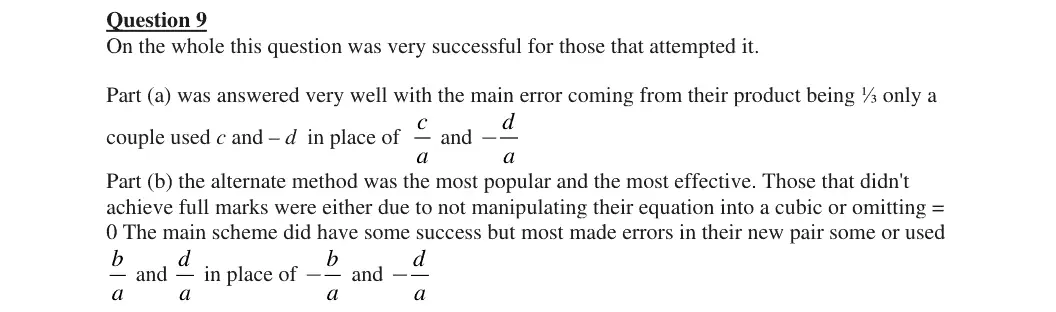 Question 9
On the whole this question was very successful for those that attempted it.
Part (a) was answered very well with the main error coming from their product being ⅓ only a
couple used c and – d in place of c/a and −d/a
Part (b) the alternate method was the most popular and the most effective. Those that didn't
achieve full marks were either due to not manipulating their equation into a cubic or omitting =
0 The main scheme did have some success but most made errors in their new pair some or used
b/a and d/a in place of −b/a and −d/a